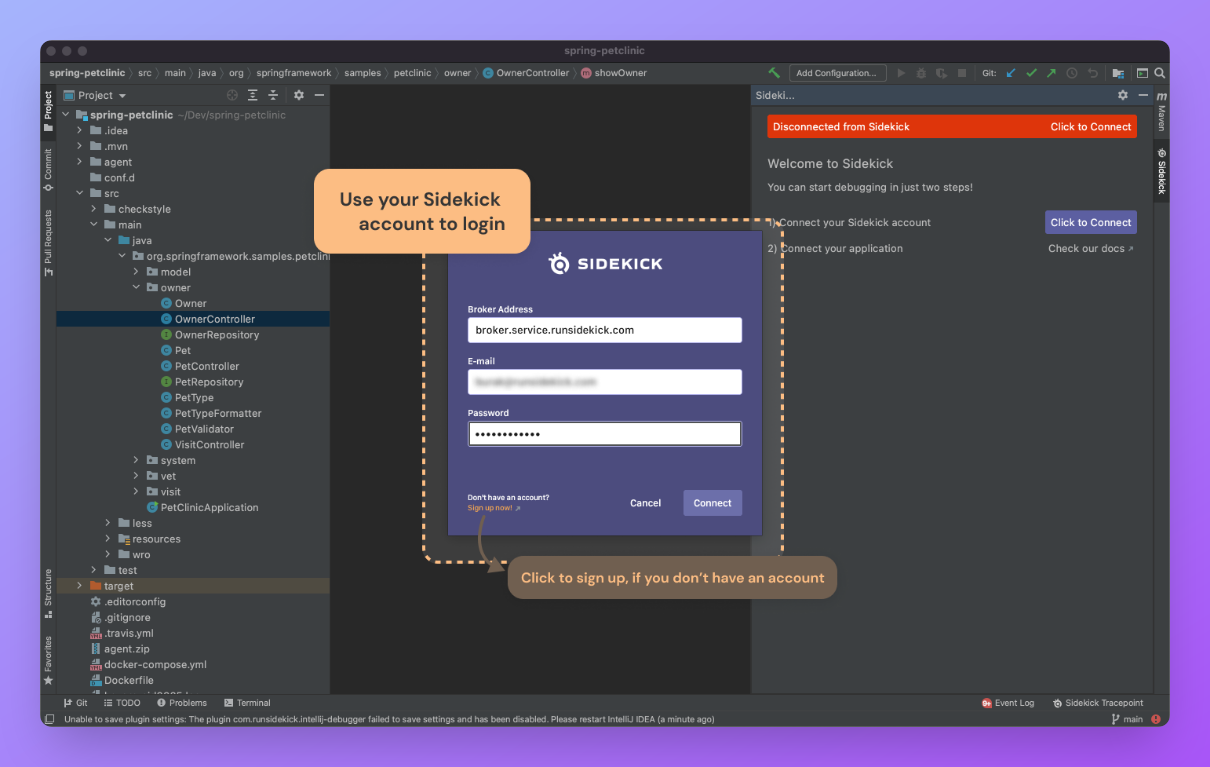 spring-petclinic
spring-petclinic › src › main › java › org › springframework › samples › petclinic › owner › OwnerController › showOwner
Add Configuration...
Git:
Project
Sideki...
Project
Commit
Pull Requests
Structure
Favorites
Maven
Sidekick
spring-petclinic ~/Dev/spring-petclinic
.idea
.mvn
agent
conf.d
src
checkstyle
main
java
org.springframework.samples.petclin
model
owner
Owner
OwnerController
OwnerRepository
Pet
PetController
PetRepository
PetType
PetTypeFormatter
PetValidator
VisitController
system
vet
visit
PetClinicApplication
less
resources
wro
test
target
.editorconfig
.gitignore
.travis.yml
agent.zip
docker-compose.yml
Dockerfile
Use your Sidekick
account to login
SIDEKICK
Broker Address
broker.service.runsidekick.com
E-mail
Password
••••••••••••
Don't have an account?
Sign up now! ↗
Cancel
Connect
Click to sign up, if you don't have an account
Disconnected from Sidekick
Click to Connect
Welcome to Sidekick
You can start debugging in just two steps!
1) Connect your Sidekick account
Click to Connect
2) Connect your application
Check our docs ↗
Git
TODO
Problems
Terminal
Event Log
Sidekick Tracepoint
Unable to save plugin settings: The plugin com.runsidekick.intellij-debugger failed to save settings and has been disabled. Please restart IntelliJ IDEA (a minute ago)
main